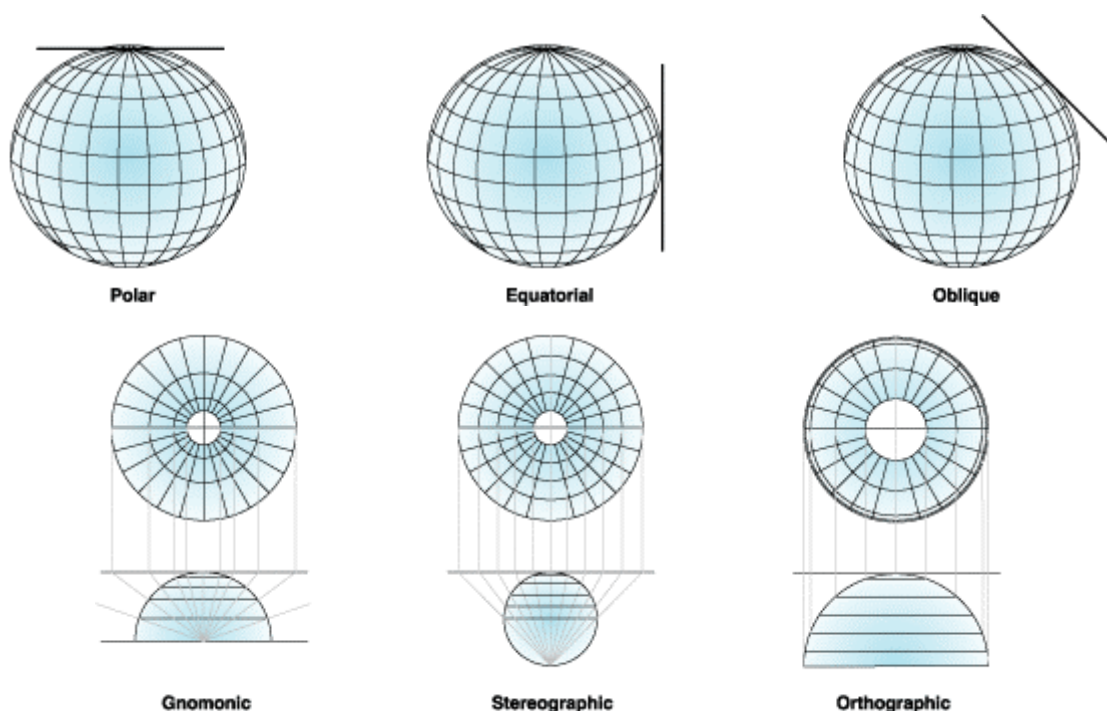 Polar
Equatorial
Oblique
Gnomonic
Stereographic
Orthographic